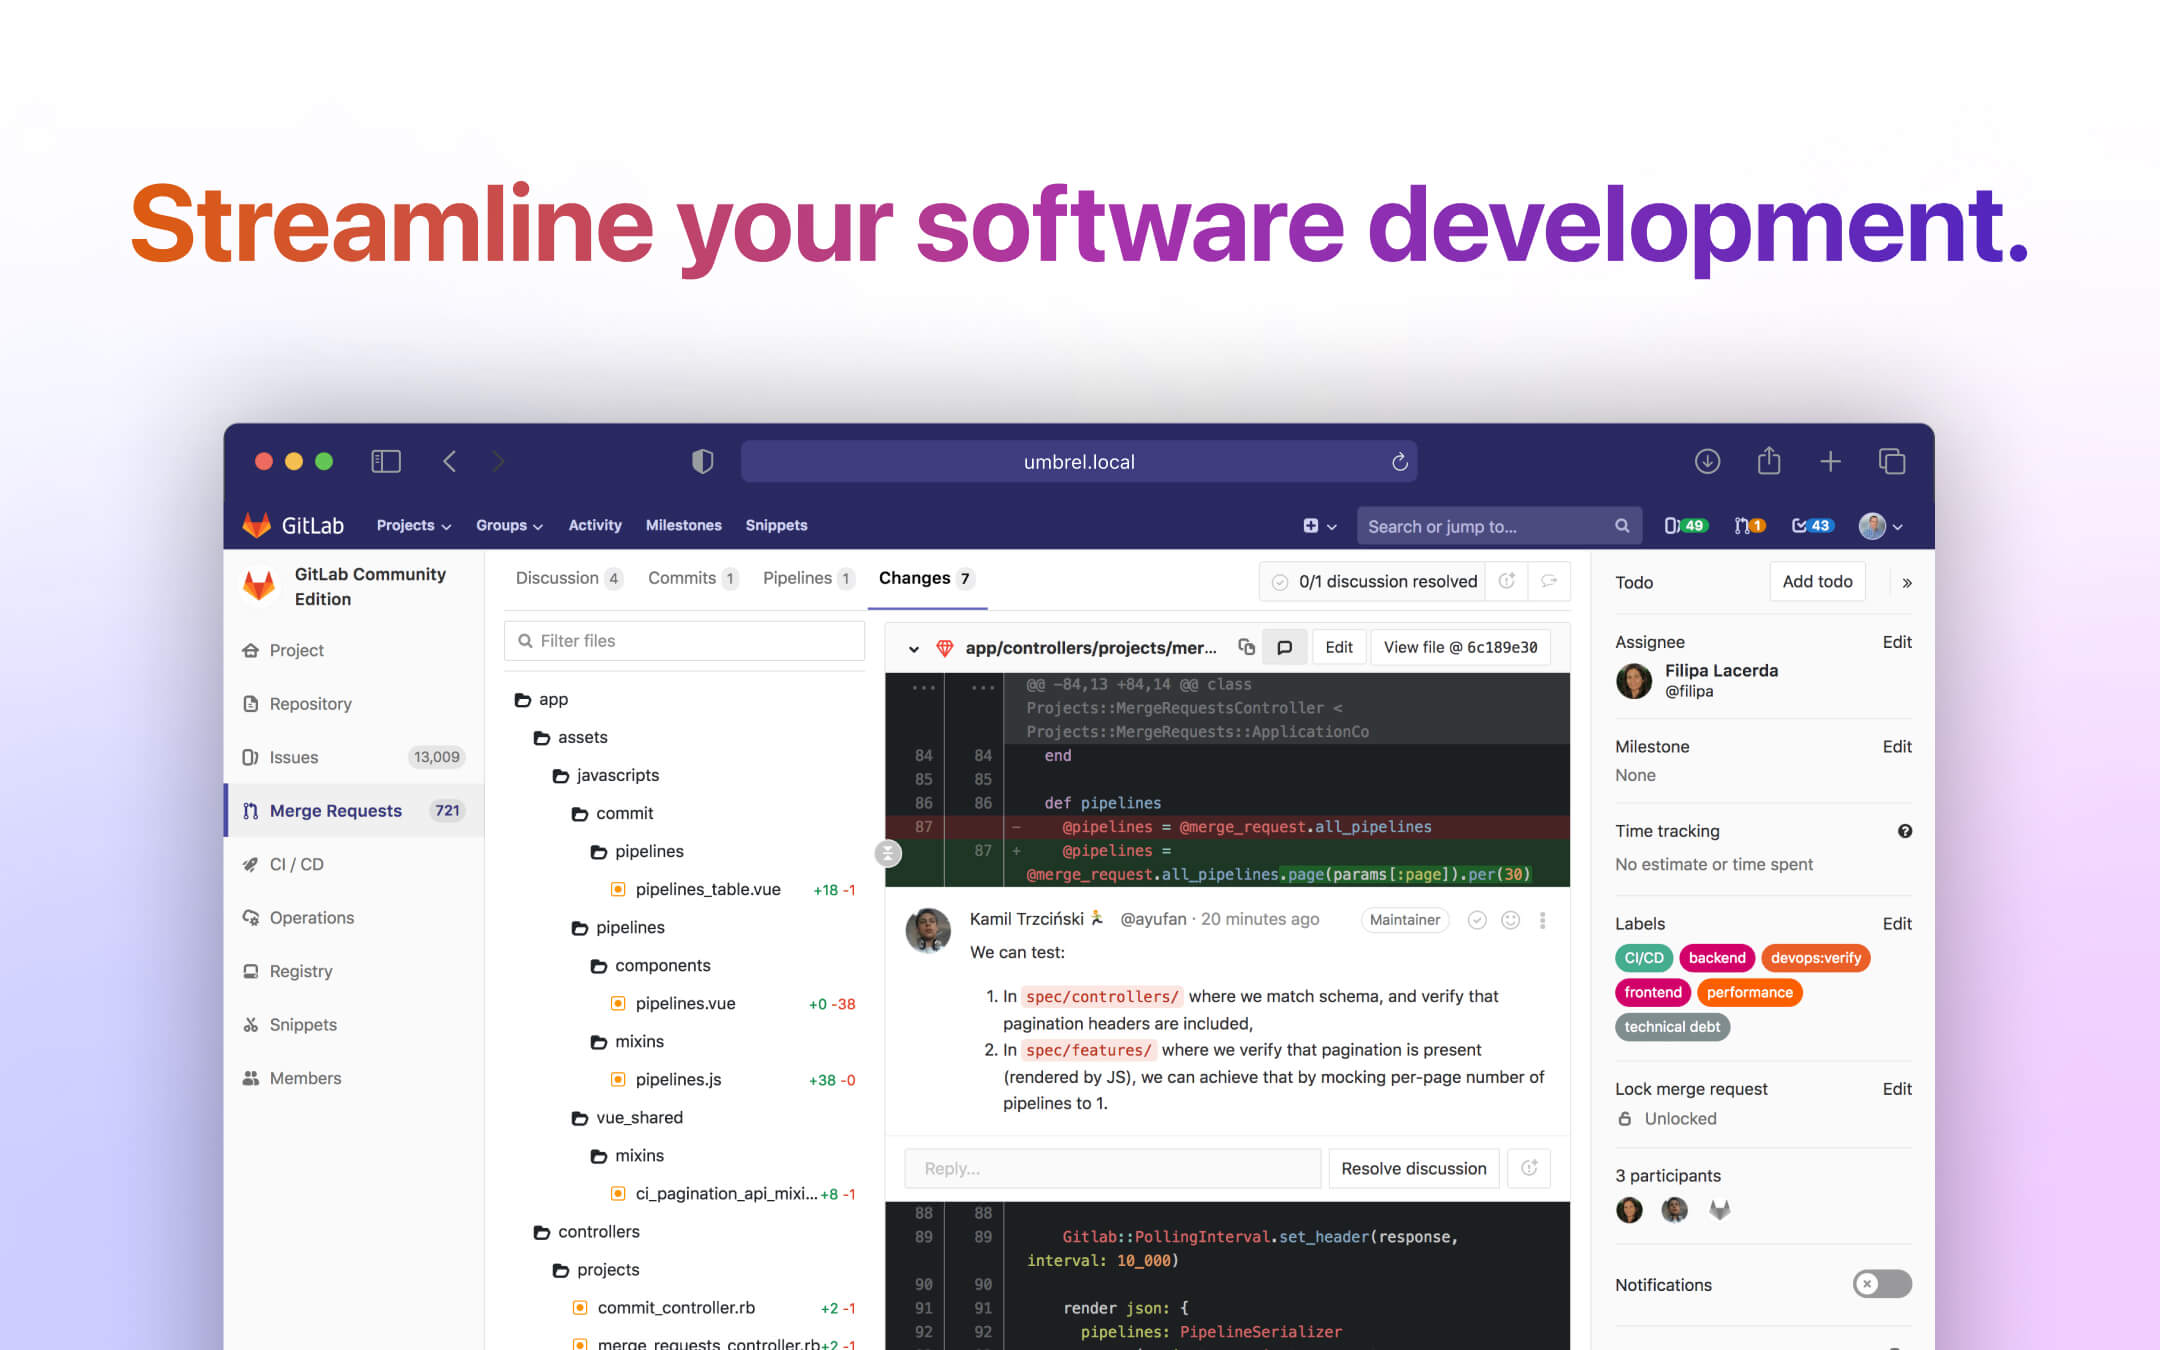 Streamline your software development.
umbrel.local
GitLab Projects Groups Activity Milestones Snippets Search or jump to... 49 1 43
GitLab Community
Edition
Project
Repository
Issues 13,009
Merge Requests 721
CI / CD
Operations
Registry
Snippets
Members
Discussion 4 Commits 1 Pipelines 1 Changes 7
0/1 discussion resolved
Filter files
app
assets
javascripts
commit
pipelines
pipelines_table.vue +18 -1
pipelines
components
pipelines.vue +0 -38
mixins
pipelines.js +38 -0
vue_shared
mixins
ci_pagination_api_mixi... +8 -1
controllers
projects
commit_controller.rb +2 -1
merge_requests_controller.rb +2 -1
app/controllers/projects/mer... Edit View file @ 6c189e30
... ... @@ -84,13 +84,14 @@ class
Projects::MergeRequestsController <
Projects::MergeRequests::ApplicationCo
84 84 end
85 85
86 86 def pipelines
87 - @pipelines = @merge_request.all_pipelines
87 + @pipelines =
@merge_request.all_pipelines.page(params[:page]).per(30)
Kamil Trzciński @ayufan · 20 minutes ago Maintainer
We can test:
1. In spec/controllers/ where we match schema, and verify that
pagination headers are included,
2. In spec/features/ where we verify that pagination is present
(rendered by JS), we can achieve that by mocking per-page number of
pipelines to 1.
Reply... Resolve discussion
88 88
89 89 Gitlab::PollingInterval.set_header(response,
interval: 10_000)
90 90
91 91 render json: {
92 92 pipelines: PipelineSerializer
Todo Add todo »
Assignee Edit
Filipa Lacerda
@filipa
Milestone Edit
None
Time tracking ?
No estimate or time spent
Labels Edit
CI/CD backend devops:verify
frontend performance
technical debt
Lock merge request Edit
Unlocked
3 participants
Notifications